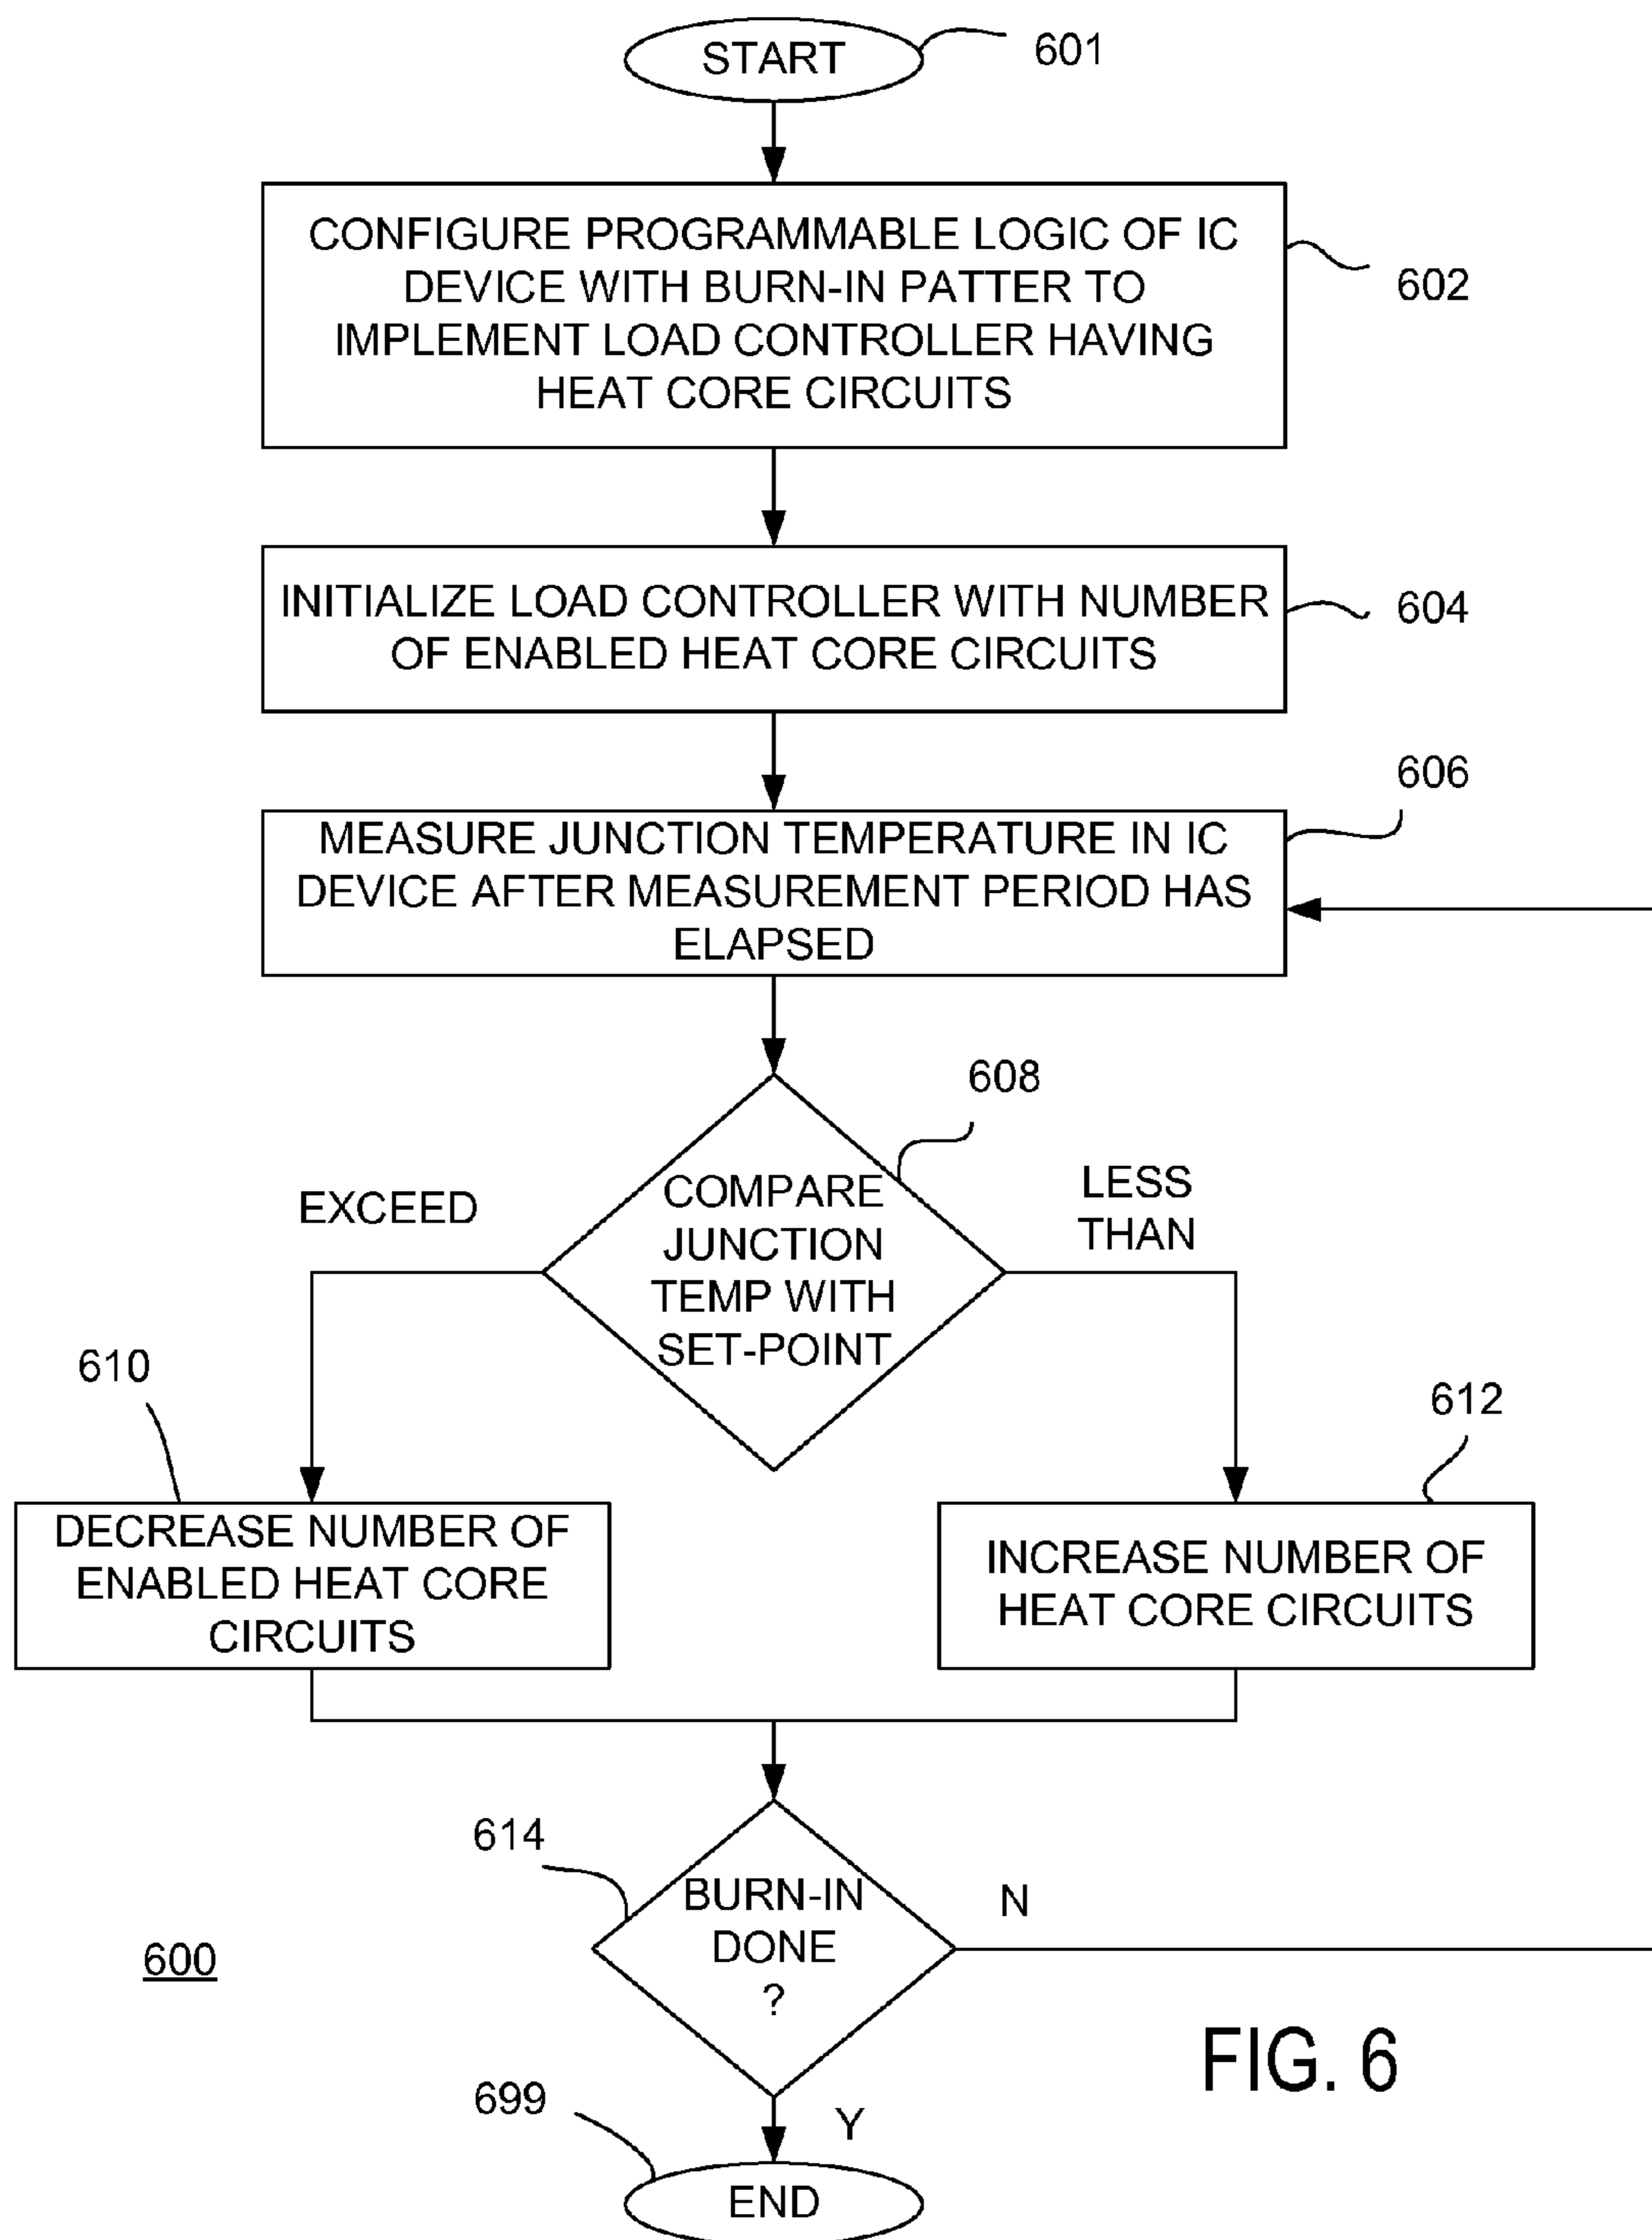 START
601
CONFIGURE PROGRAMMABLE LOGIC OF IC
DEVICE WITH BURN-IN PATTER TO
IMPLEMENT LOAD CONTROLLER HAVING
HEAT CORE CIRCUITS
602
INITIALIZE LOAD CONTROLLER WITH NUMBER
OF ENABLED HEAT CORE CIRCUITS
604
606
MEASURE JUNCTION TEMPERATURE IN IC
DEVICE AFTER MEASUREMENT PERIOD HAS
ELAPSED
608
COMPARE
JUNCTION
TEMP WITH
SET-POINT
EXCEED
LESS
THAN
610
DECREASE NUMBER OF
ENABLED HEAT CORE
CIRCUITS
612
INCREASE NUMBER OF
HEAT CORE CIRCUITS
614
BURN-IN
DONE
?
N
600
FIG. 6
699
Y
END